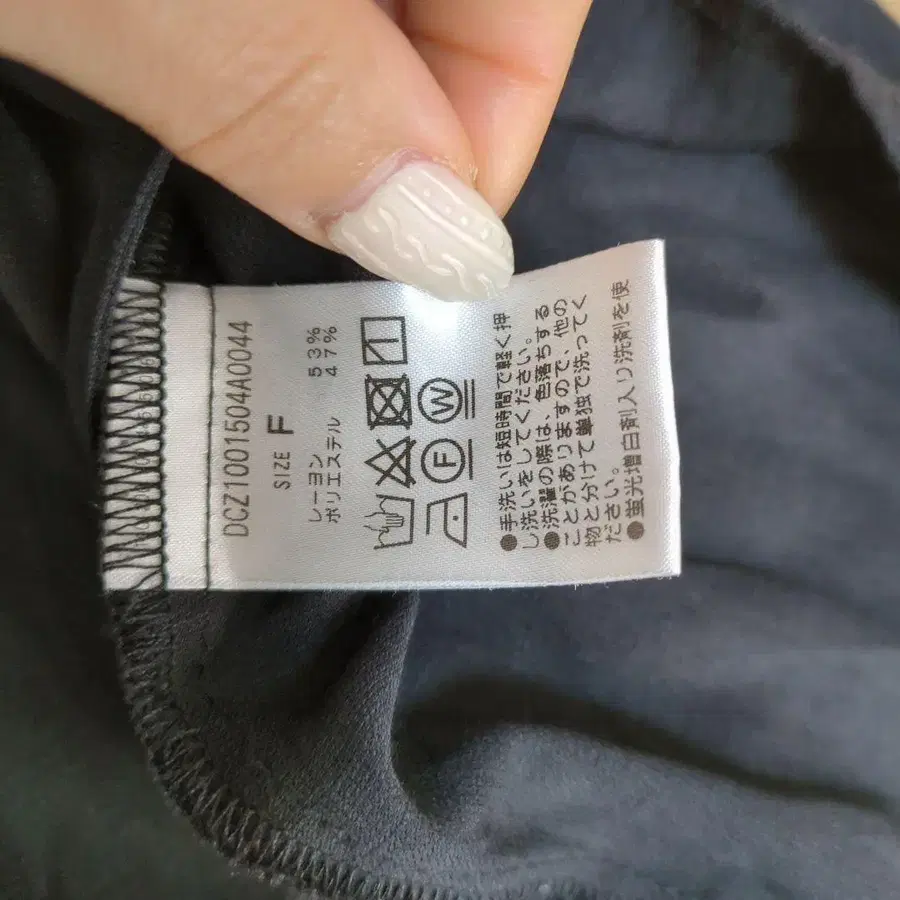 DCZ1001504A0044
SIZE F
レーヨン 53%
ポリエステル 47%
F W
●手洗いは短時間で軽く押
し洗いをしてください。
●洗濯の際は、色落ちする
ことがありますので、他の
物と分けて単独で洗ってく
ださい。
●蛍光増白剤入り洗剤を使